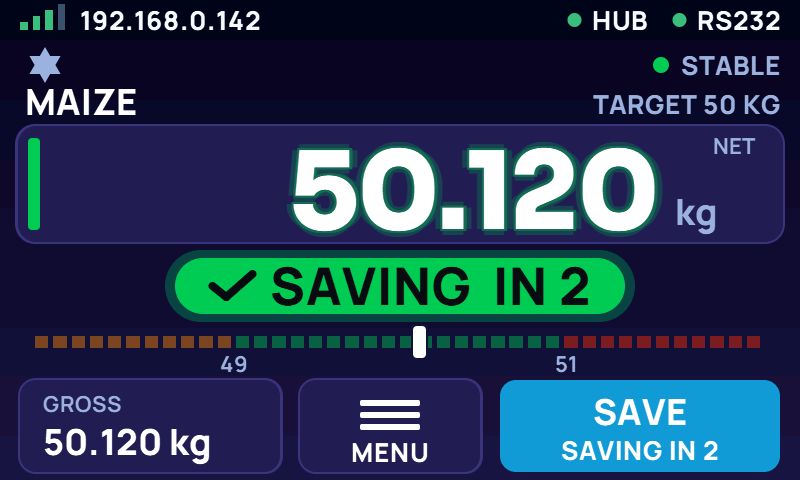 192.168.0.142
HUB
RS232
STABLE
MAIZE
TARGET 50 KG
NET
50.120 kg
SAVING IN 2
49
51
GROSS
50.120 kg
MENU
SAVE
SAVING IN 2